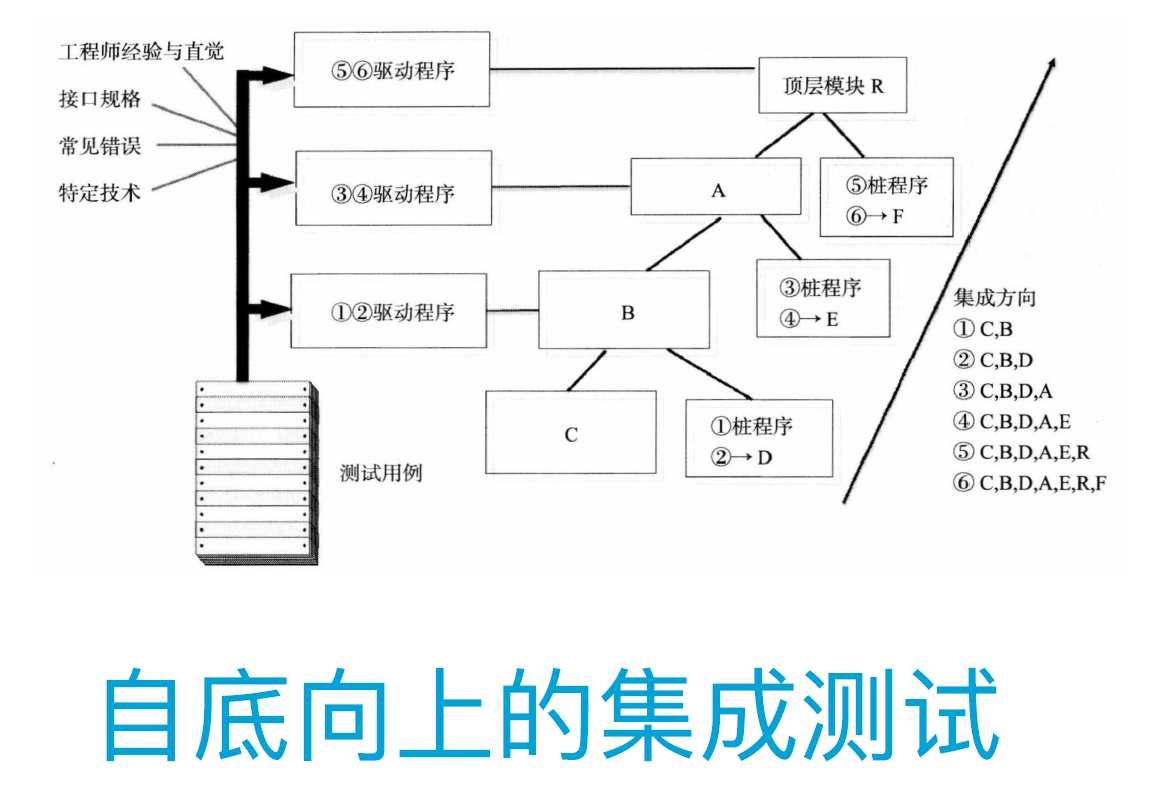 工程师经验与直觉
接口规格
常见错误
特定技术
⑤⑥驱动程序
顶层模块 R
③④驱动程序
A
⑤桩程序
⑥→ F
①②驱动程序
B
③桩程序
④→ E
C
①桩程序
②→ D
测试用例
集成方向
① C,B
② C,B,D
③ C,B,D,A
④ C,B,D,A,E
⑤ C,B,D,A,E,R
⑥ C,B,D,A,E,R,F
自底向上的集成测试